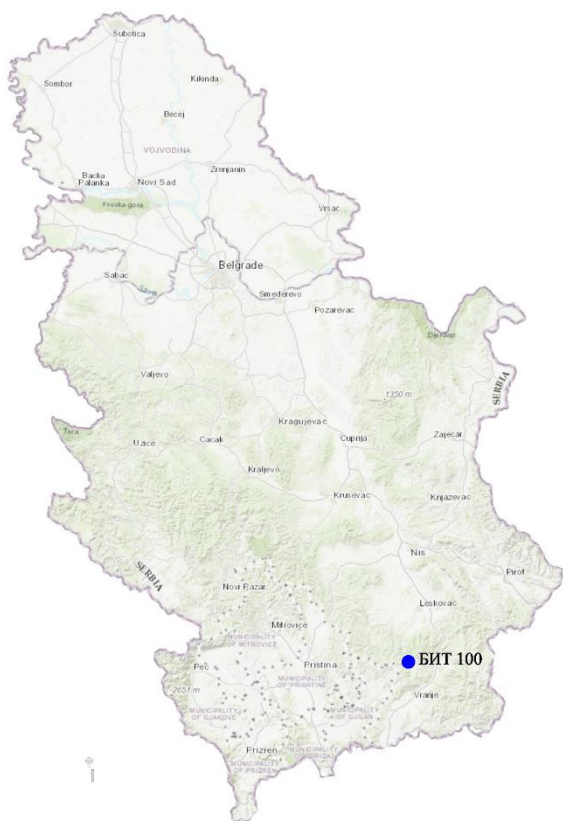 Subotica
Sombor
Kikinda
Becej
VOJVODINA
Backa
Palanka
Novi Sad
Zrenjanin
Fruska gora
Vrsac
Belgrade
Sabac
Sava
Smederevo
Pozarevac
Djerdap
SERBIA
Valjevo
1350 m
Kragujevac
Tara
Uzice
Cacak
Cuprija
Zajecar
Kraljevo
Krusevac
Knjazevac
Nis
SERBIA
Pirot
Novi Pazar
Leskovac
Mitrovice
MUNICIPALITY
OF MITROVICE
БИТ 100
Pec
Pristina
MUNICIPALITY
OF PRISHTINE
2651 m
Vranje
MUNICIPALITY
OF GJAKOVE
MUNICIPALITY
OF GJILAN
Prizren
MUNICIPALITY
OF PRIZREN
MUNICIPALITY